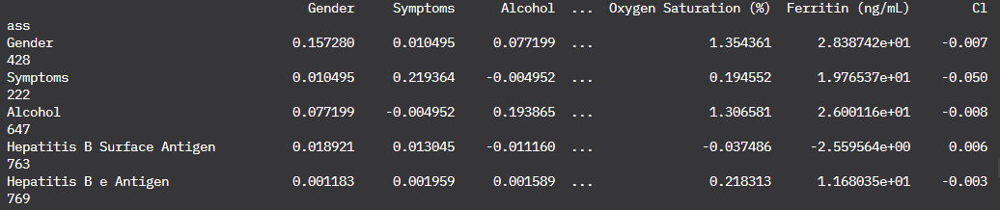 Gender Symptoms Alcohol ... Oxygen Saturation (%) Ferritin (ng/mL) Cl
ass
Gender 0.157280 0.010495 0.077199 ... 1.354361 2.838742e+01 -0.007
428
Symptoms 0.010495 0.219364 -0.004952 ... 0.194552 1.976537e+01 -0.050
222
Alcohol 0.077199 -0.004952 0.193865 ... 1.306581 2.600116e+01 -0.008
647
Hepatitis B Surface Antigen 0.018921 0.013045 -0.011160 ... -0.037486 -2.559564e+00 0.006
763
Hepatitis B e Antigen 0.001183 0.001959 0.001589 ... 0.218313 1.168035e+01 -0.003
769